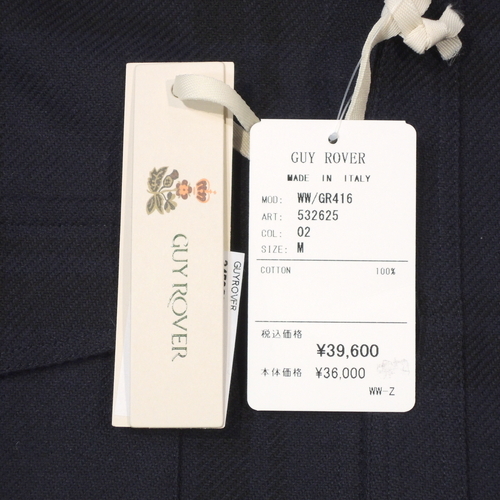 GUY ROVER
GUYROVER
GUY ROVER
MADE IN ITALY
MOD: WW/GR416
ART: 532625
COL: 02
SIZE: M
COTTON 100%
税込価格
¥39,600
本体価格 ¥36,000
WW-Z